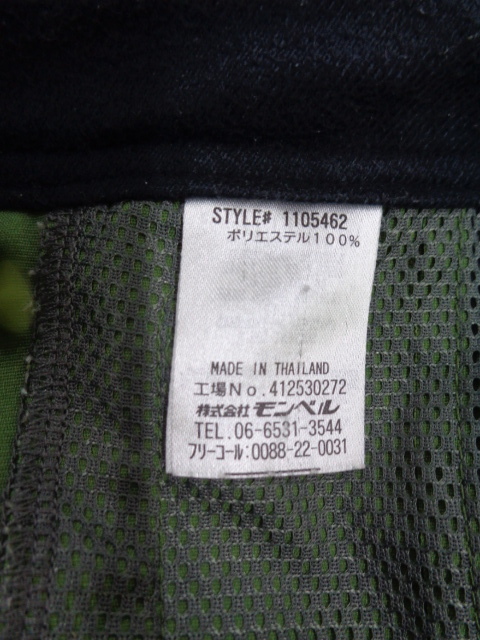 STYLE# 1105462
ポリエステル100%
MADE IN THAILAND
工場No.412530272
株式会社 モンベル
TEL.06-6531-3544
フリーコール:0088-22-0031